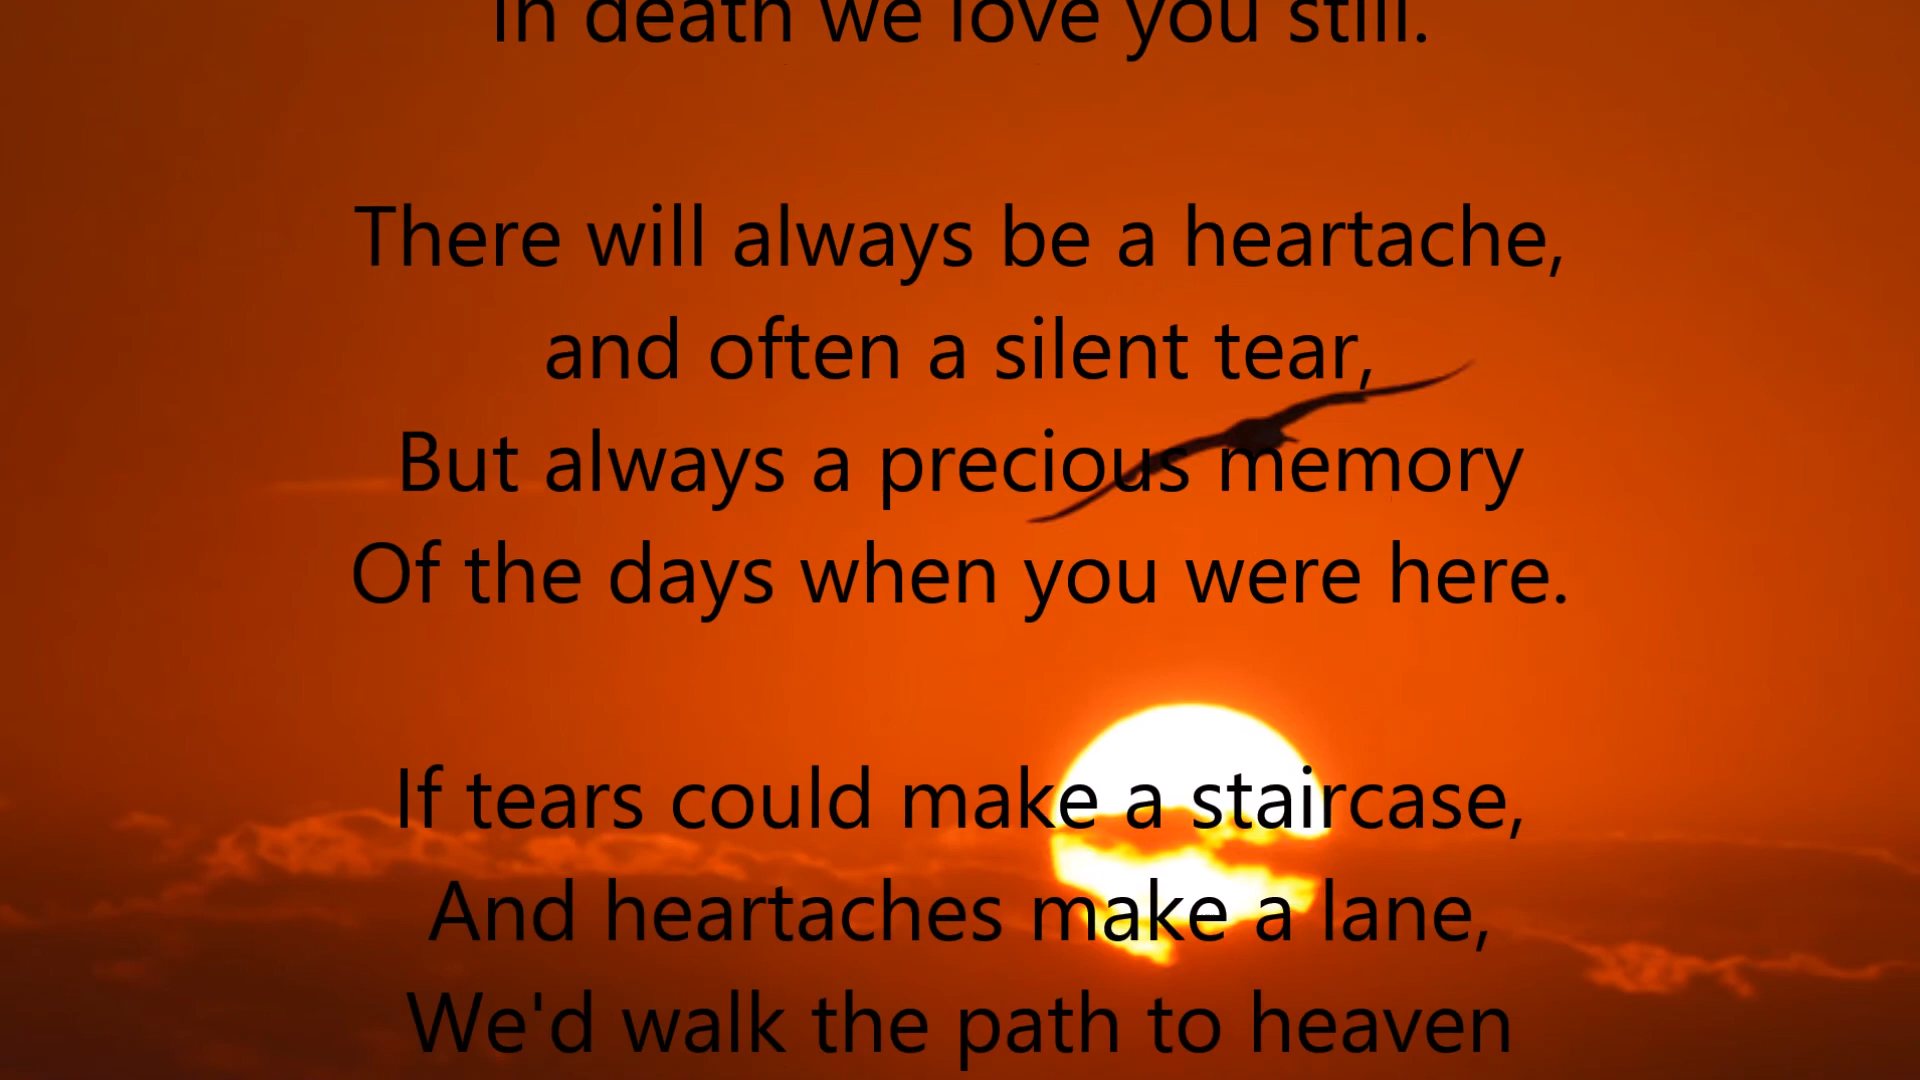 In death we love you still.
There will always be a heartache,
and often a silent tear,
But always a precious memory
Of the days when you were here.
If tears could make a staircase,
And heartaches make a lane,
We'd walk the path to heaven